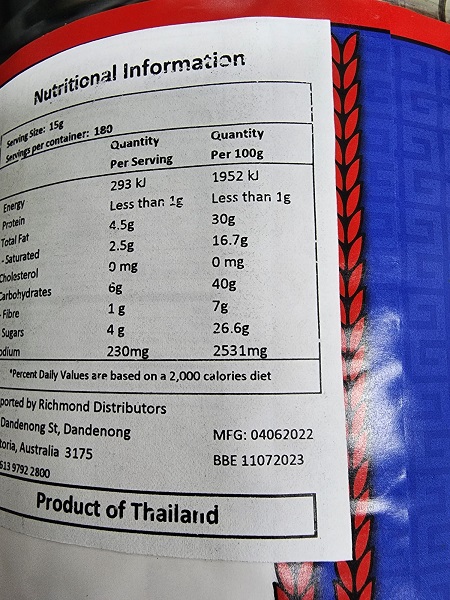 Nutritional Information
Serving Size: 15g
Servings per container: 180
Quantity Per Serving Quantity Per 100g
Energy 293 kJ 1952 kJ
Protein Less than 1g Less than 1g
Total Fat 4.5g 30g
- Saturated 2.5g 16.7g
Cholesterol 0 mg 0 mg
Carbohydrates 6g 40g
- Fibre 1 g 7g
Sugars 4 g 26.6g
odium 230mg 2531mg
*Percent Daily Values are based on a 2,000 calories diet
ported by Richmond Distributors
Dandenong St, Dandenong
toria, Australia 3175
613 9792 2800
MFG: 04062022
BBE 11072023
Product of Thailand